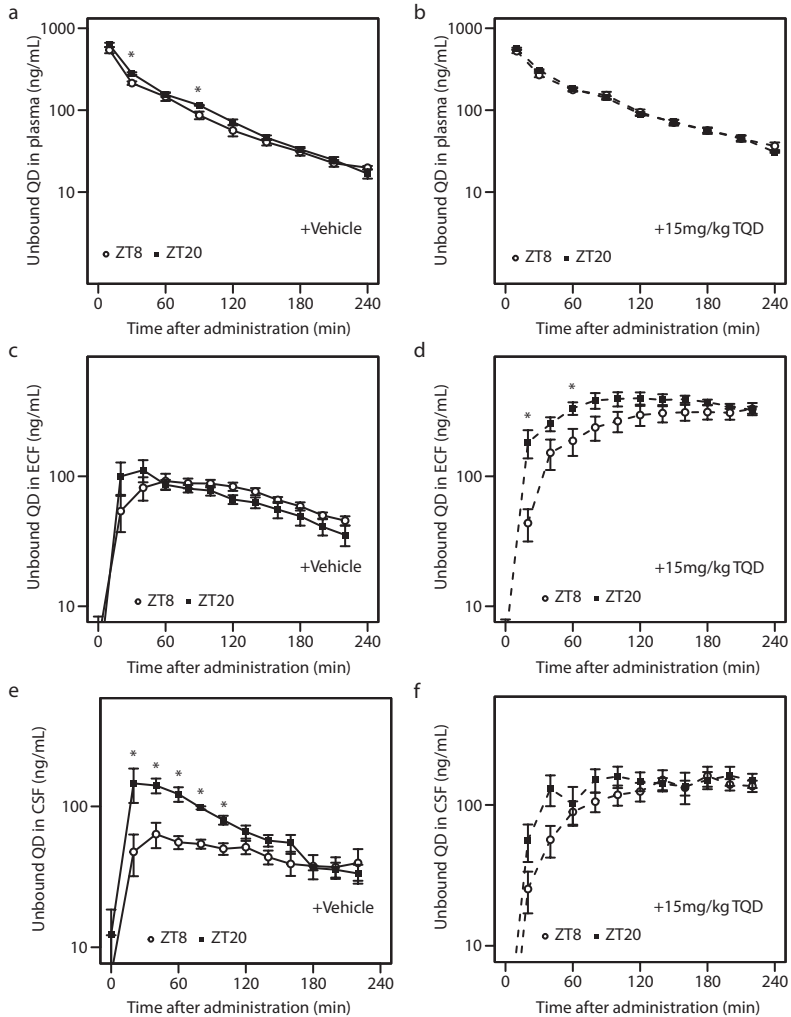 a
Unbound QD in plasma (ng/mL)
1000
100
10
*
*
+Vehicle
ZT8 ZT20
0 60 120 180 240
Time after administration (min)
b
Unbound QD in plasma (ng/mL)
1000
100
10
+15mg/kg TQD
ZT8 ZT20
0 60 120 180 240
Time after administration (min)
c
Unbound QD in ECF (ng/mL)
100
10
+Vehicle
ZT8 ZT20
0 60 120 180 240
Time after administration (min)
d
Unbound QD in ECF (ng/mL)
100
10
*
*
+15mg/kg TQD
ZT8 ZT20
0 60 120 180 240
Time after administration (min)
e
Unbound QD in CSF (ng/mL)
100
10
*
*
*
*
*
+Vehicle
ZT8 ZT20
0 60 120 180 240
Time after administration (min)
f
Unbound QD in CSF (ng/mL)
100
10
+15mg/kg TQD
ZT8 ZT20
0 60 120 180 240
Time after administration (min)